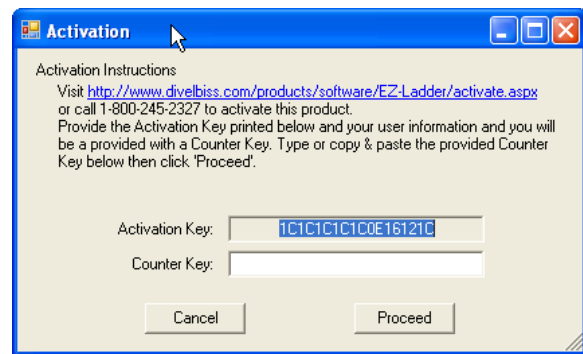 Activation
Activation Instructions
Visit http://www.divelbiss.com/products/software/EZ-Ladder/activate.aspx
or call 1-800-245-2327 to activate this product.
Provide the Activation Key printed below and your user information and you will
be a provided with a Counter Key. Type or copy & paste the provided Counter
Key below then click 'Proceed'.
Activation Key: 1C1C1C1C1C0E16121C
Counter Key:
Cancel Proceed